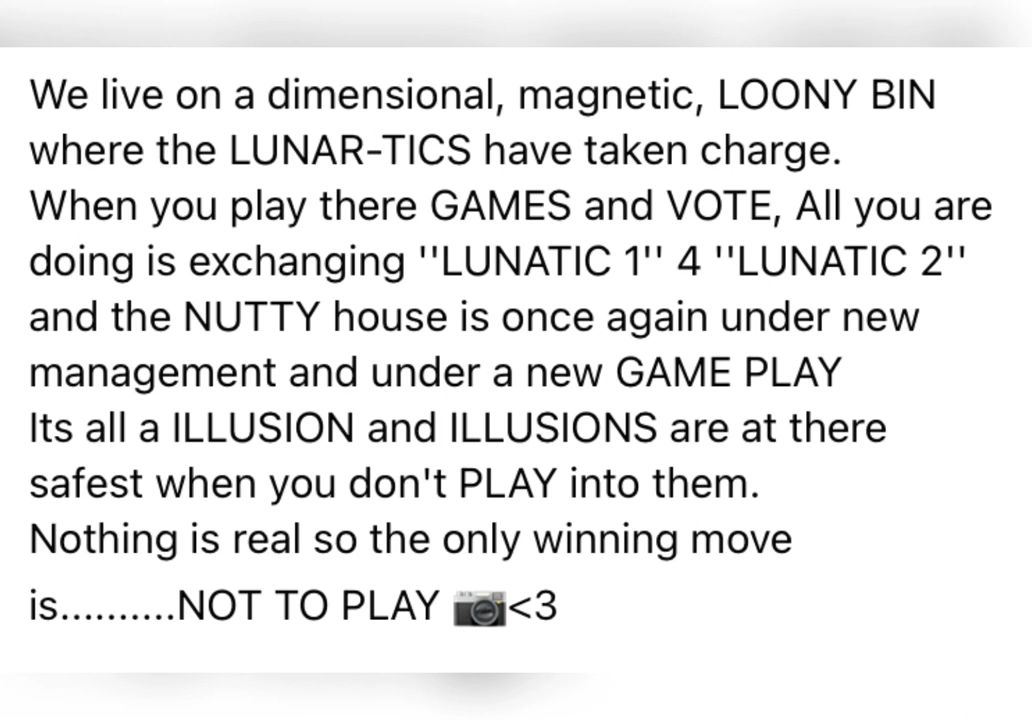 We live on a dimensional, magnetic, LOONY BIN
where the LUNAR-TICS have taken charge.
When you play there GAMES and VOTE, All you are
doing is exchanging ''LUNATIC 1'' 4 ''LUNATIC 2''
and the NUTTY house is once again under new
management and under a new GAME PLAY
Its all a ILLUSION and ILLUSIONS are at there
safest when you don't PLAY into them.
Nothing is real so the only winning move
is..........NOT TO PLAY 📷<3